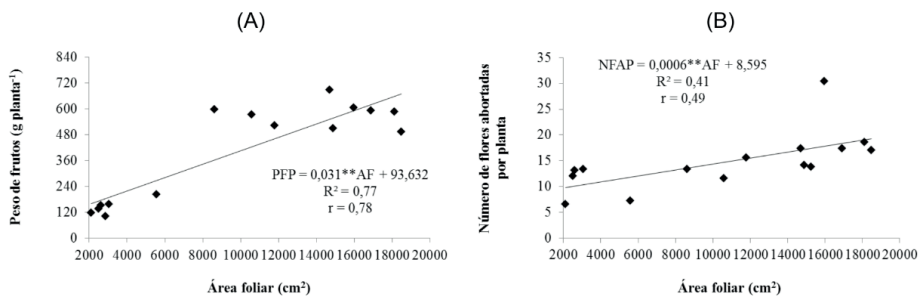 (A)
Peso de frutos (g planta⁻¹)
840
720
600
480
360
240
120
0
PFP = 0,031**AF + 93,632
R² = 0,77
r = 0,78
2000 4000 6000 8000 10000 12000 14000 16000 18000 20000
Área foliar (cm²)
(B)
Número de flores abortadas
por planta
35
30
25
20
15
10
5
0
NFAP = 0,0006**AF + 8,595
R² = 0,41
r = 0,49
2000 4000 6000 8000 10000 12000 14000 16000 18000 20000
Área foliar (cm²)